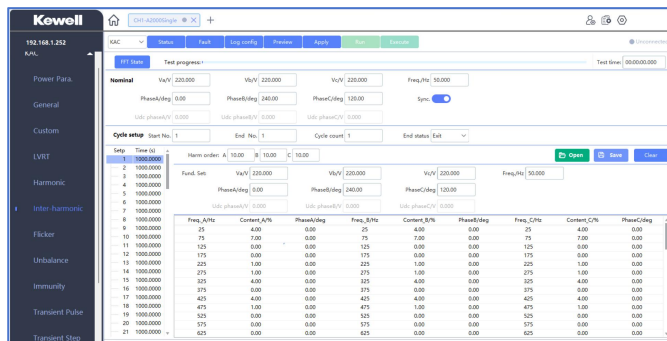 Kewell
CH1-A2000Single
192.168.1.252
KAC
Power Para.
General
Custom
LVRT
Harmonic
Inter-harmonic
Flicker
Unbalance
Immunity
Transient Pulse
Transient Step
KAC Status Fault Log config Preview Apply Run Execute Unconnected
FFT State Test progress: Test time: 00:00:00.000
Nominal Va/V 220.000 Vb/V 220.000 Vc/V 220.000 Freq./Hz 50.000
PhaseA/deg 0.00 PhaseB/deg 240.00 PhaseC/deg 120.00 Sync.
Udc phaseA/V 0.000 Udc phaseB/V 0.000 Udc phaseC/V 0.000
Cycle setup Start No. 1 End No. 1 Cycle count 1 End status Exit
Setp Time (s)
1 1000.0000
2 1000.0000
3 1000.0000
4 1000.0000
5 1000.0000
6 1000.0000
7 1000.0000
8 1000.0000
9 1000.0000
10 1000.0000
11 1000.0000
12 1000.0000
13 1000.0000
14 1000.0000
15 1000.0000
16 1000.0000
17 1000.0000
18 1000.0000
19 1000.0000
20 1000.0000
21 1000.0000
Harm order: A 10.00 B 10.00 C 10.00 Open Save Clear
Fund. Set Va/V 220.000 Vb/V 220.000 Vc/V 220.000 Freq./Hz 50.000
PhaseA/deg 0.00 PhaseB/deg 240.00 PhaseC/deg 120.00
Udc phaseA/V 0.000 Udc phaseB/V 0.000 Udc phaseC/V 0.000
Freq._A/Hz Content_A/% PhaseA/deg Freq._B/Hz Content_B/% PhaseB/deg Freq._C/Hz Content_C/% PhaseC/deg
25 4.00 0.00 25 4.00 0.00 25 4.00 0.00
75 7.00 0.00 75 7.00 0.00 75 7.00 0.00
125 0.00 0.00 125 0.00 0.00 125 0.00 0.00
175 0.00 0.00 175 0.00 0.00 175 0.00 0.00
225 1.00 0.00 225 1.00 0.00 225 1.00 0.00
275 1.00 0.00 275 1.00 0.00 275 1.00 0.00
325 4.00 0.00 325 4.00 0.00 325 4.00 0.00
375 0.00 0.00 375 0.00 0.00 375 0.00 0.00
425 4.00 0.00 425 4.00 0.00 425 4.00 0.00
475 1.00 0.00 475 1.00 0.00 475 1.00 0.00
525 0.00 0.00 525 0.00 0.00 525 0.00 0.00
575 0.00 0.00 575 0.00 0.00 575 0.00 0.00
625 0.00 0.00 625 0.00 0.00 625 0.00 0.00